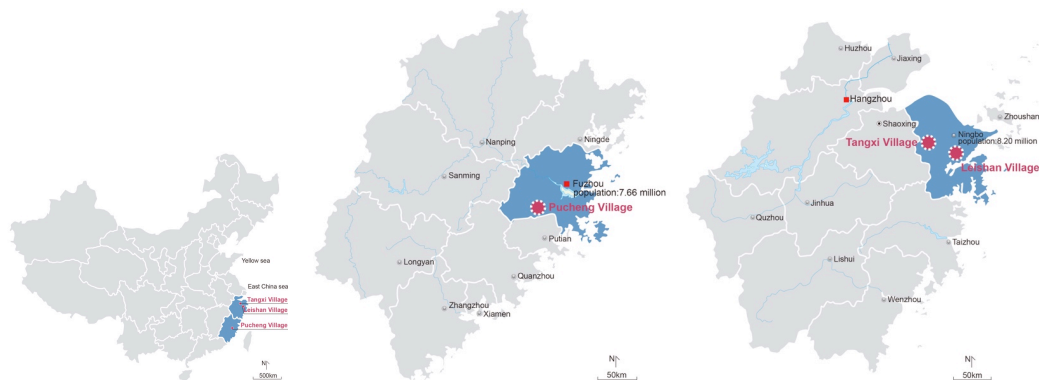 Yellow sea
East China sea
Tangxi Village
Leishan Village
Pucheng Village
N
500km
Ningde
Nanping
Sanming
Fuzhou
population:7.66 million
Pucheng Village
Putian
Longyan
Quanzhou
Zhangzhou
Xiamen
N
50km
Huzhou
Jiaxing
Hangzhou
Zhoushan
Shaoxing
Ningbo
population:8.20 million
Tangxi Village
Leishan Village
Jinhua
Quzhou
Taizhou
Lishui
Wenzhou
N
50km